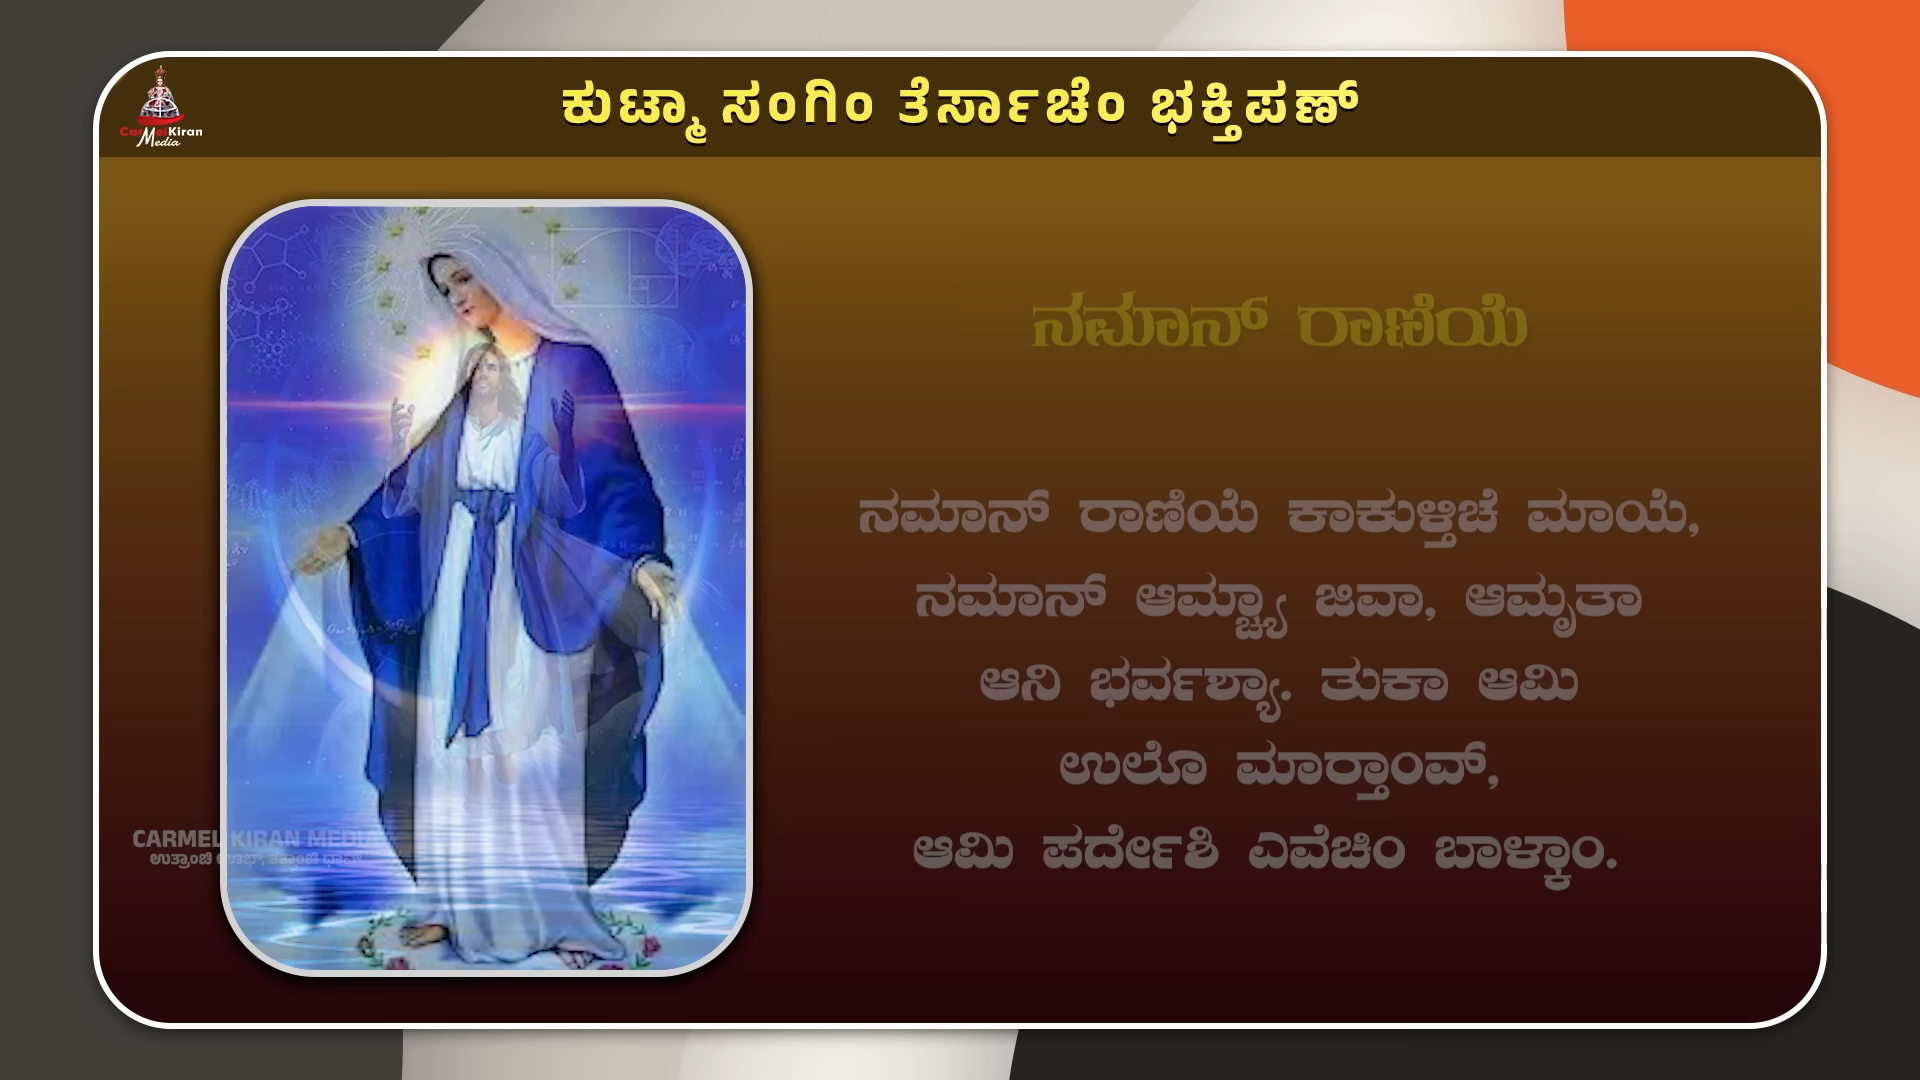 ಕುಟ್ಮಾ ಸಂಗಿಂ ತೆರ್ಸಾಚೆಂ ಭಕ್ತಿಪಣ್
CarmelKiran
Media
ನಮಾನ್ ರಾಣಿಯೆ
ನಮಾನ್ ರಾಣಿಯೆ ಕಾಕುಳ್ತಿಚೆ ಮಾಯೆ,
ನಮಾನ್ ಆಮ್ಚ್ಯಾ ಜಿವಾ, ಆಮೃತಾ
ಆನಿ ಭರ್ವಶ್ಯಾ. ತುಕಾ ಆಮಿ
ಉಲೊ ಮಾರ‍್ತಾಂವ್,
ಆಮಿ ಪರ್ದೇಶಿ ಎವೆಚಿಂ ಬಾಳ್ಕಾಂ.
CARMEL KIRAN MEDIA